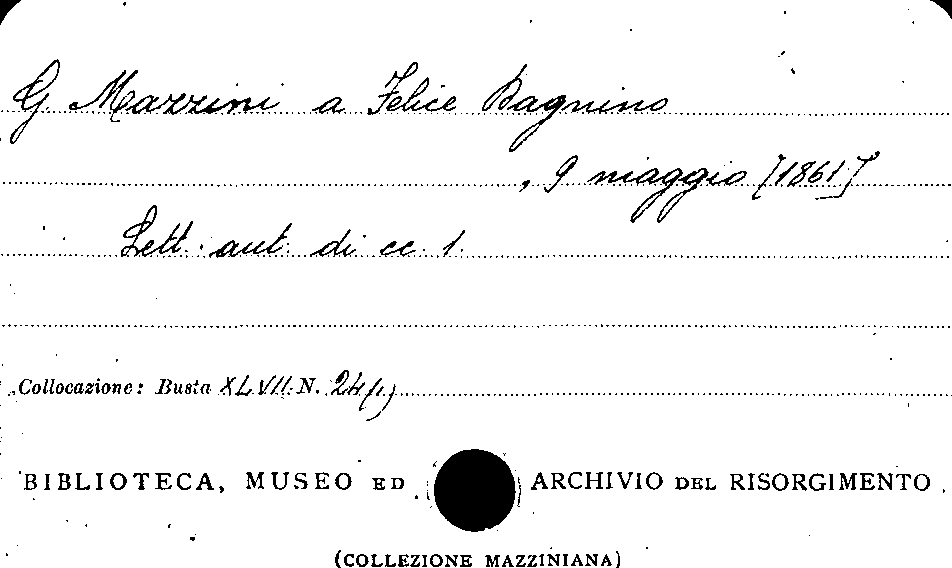 G. Mazzini a Felice Dagnino
, 9 maggio [1861]
Lett. aut. di cc. 1.
Collocazione: Busta XLVII N. 24(1)
BIBLIOTECA, MUSEO ED ARCHIVIO DEL RISORGIMENTO
(COLLEZIONE MAZZINIANA)